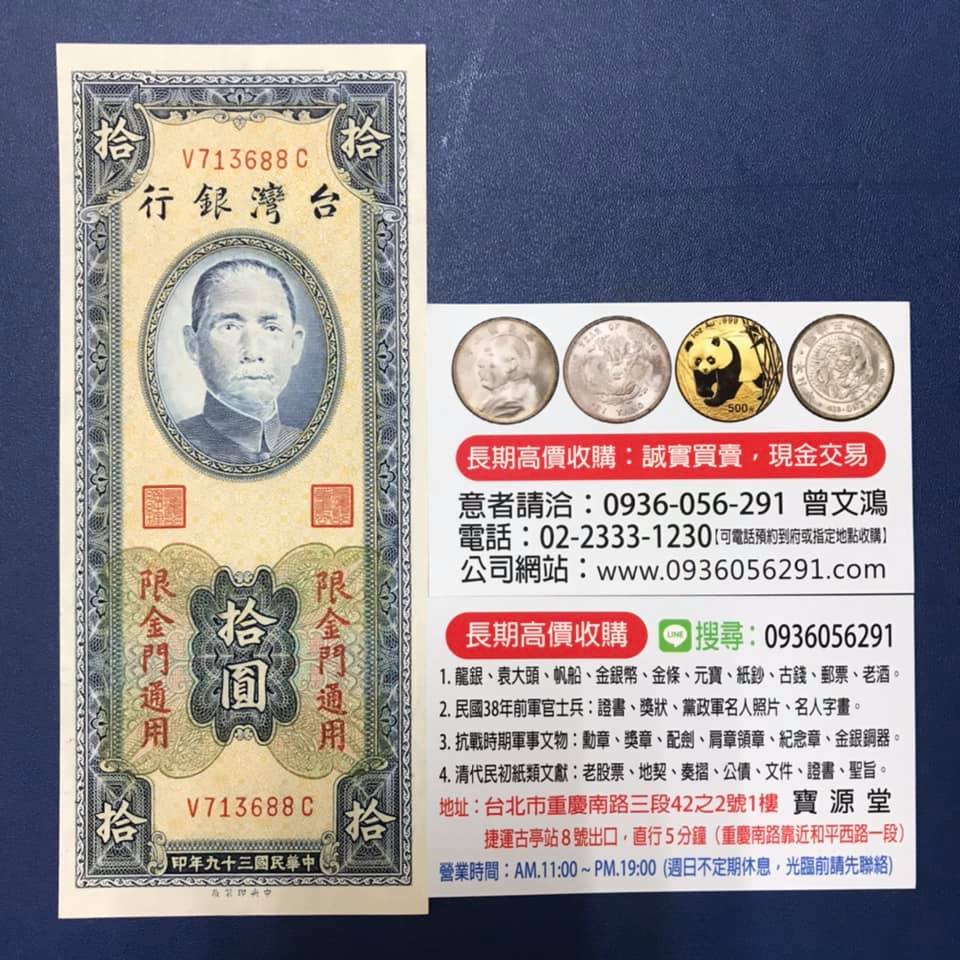 拾 拾
V713688C
台灣銀行
限金門通用 限金門通用
拾圓
V713688C
拾 拾
中華民國三十九年印
長期高價收購：誠實買賣，現金交易
意者請洽：0936-056-291 曾文鴻
電話：02-2333-1230【可電話預約到府或指定地點收購】
公司網站：www.0936056291.com
長期高價收購 LINE 搜尋：0936056291
1. 龍銀、袁大頭、帆船、金銀幣、金條、元寶、紙鈔、古錢、郵票、老酒。
2. 民國38年前軍官士兵：證書、獎狀、黨政軍名人照片、名人字畫。
3. 抗戰時期軍事文物：勳章、獎章、配劍、肩章領章、紀念章、金銀銅器。
4. 清代民初紙類文獻：老股票、地契、奏摺、公債、文件、證書、聖旨。
地址：台北市重慶南路三段42之2號1樓 寶源堂
捷運古亭站8號出口，直行5分鐘（重慶南路靠近和平西路一段）
營業時間：AM.11:00 ~ PM.19:00 (週日不定期休息，光臨前請先聯絡)